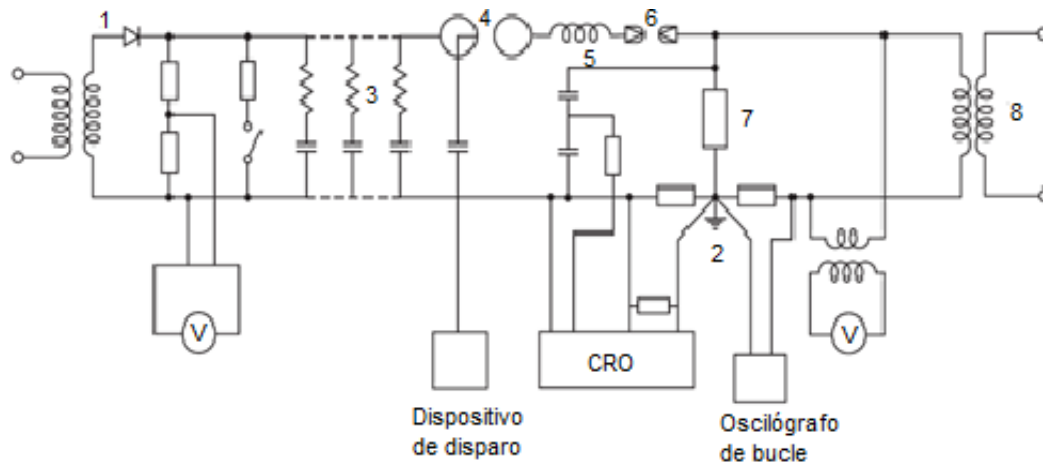 1
4
6
5
3
7
8
2
V
V
CRO
Dispositivo
de disparo
Oscilógrafo
de bucle